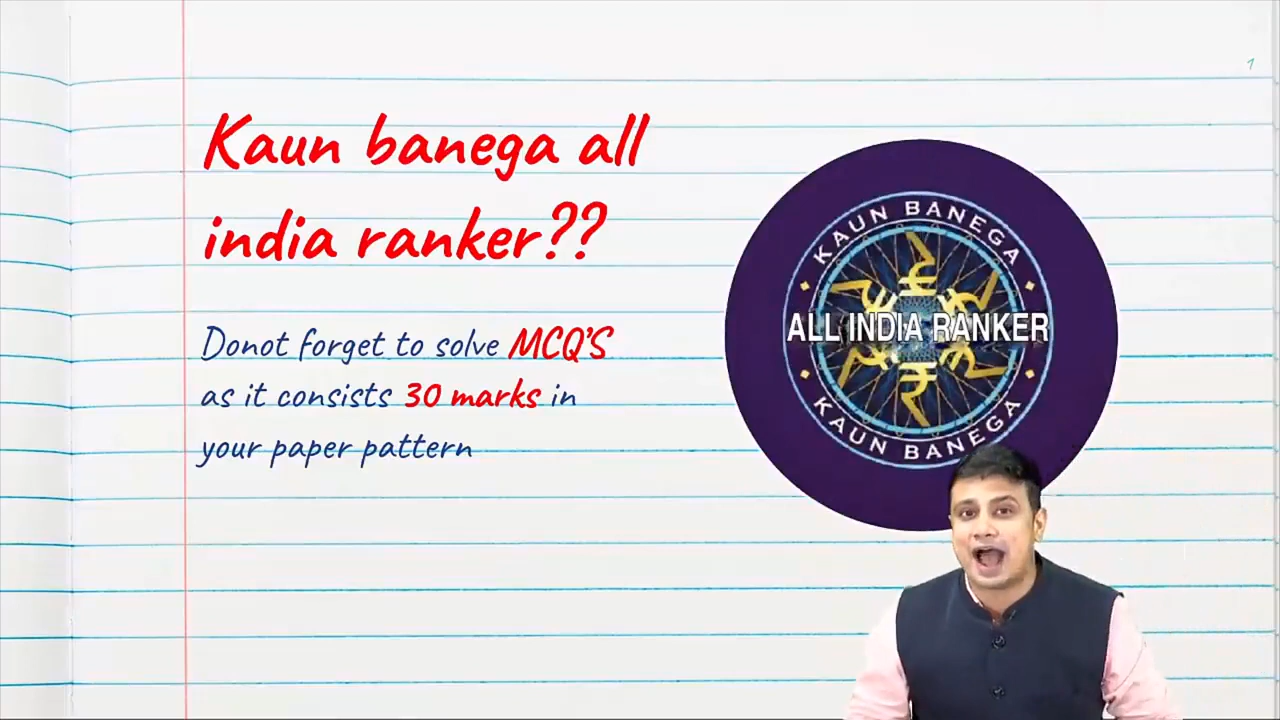 1
Kaun banega all
india ranker??
Donot forget to solve MCQ'S
as it consists 30 marks in
your paper pattern
KAUN BANEGA
ALL INDIA RANKER
KAUN BANEGA